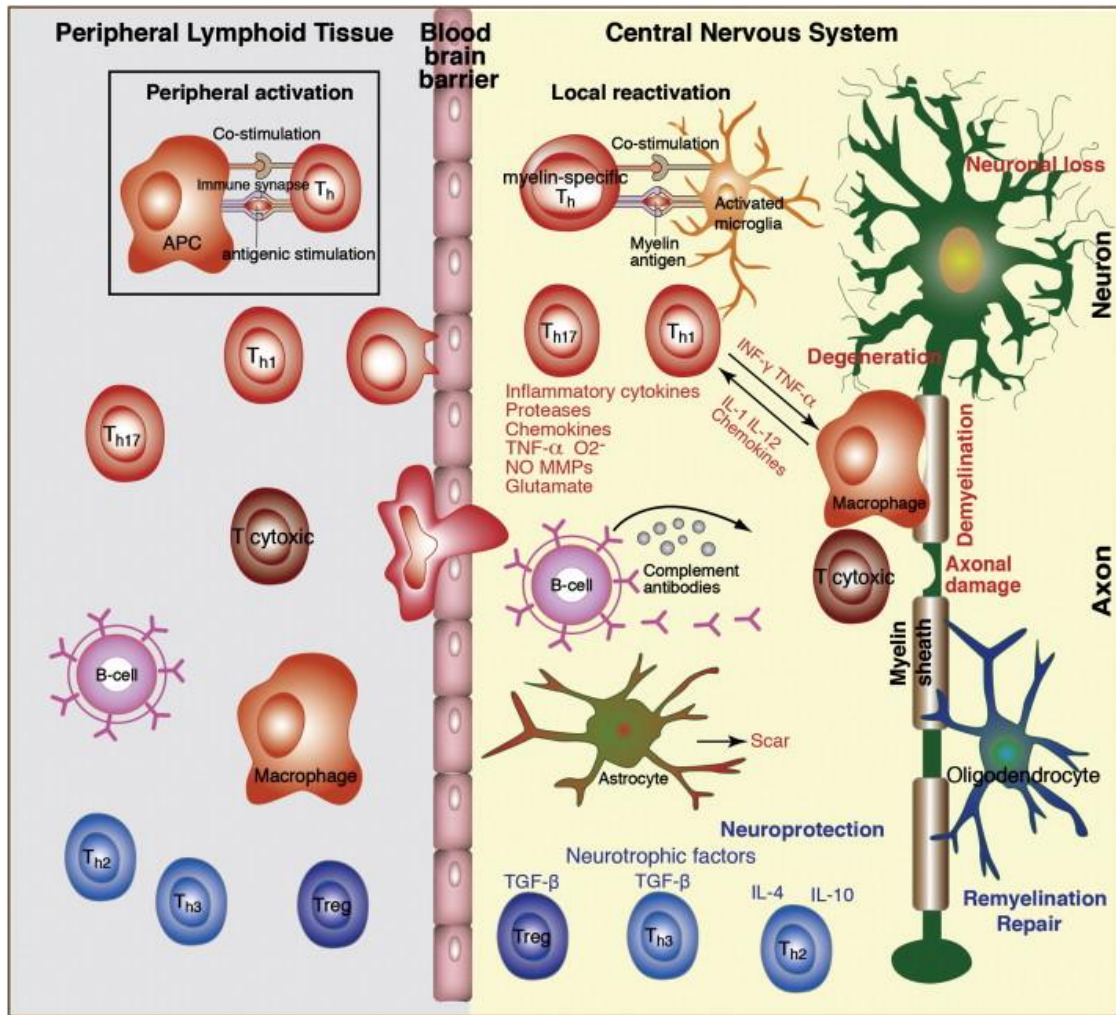 Peripheral Lymphoid Tissue
Blood
brain
barrier
Central Nervous System
Peripheral activation
Co-stimulation
Immune synapse
Th
APC
antigenic stimulation
Th1
Th17
T cytoxic
B-cell
Macrophage
Th2
Th3
Treg
Local reactivation
Co-stimulation
myelin-specific
Th
Activated
microglia
Myelin
antigen
Th17
Th1
INF-γ TNF-α
IL-1 IL-12
Chemokines
Inflammatory cytokines
Proteases
Chemokines
TNF-α O2-
NO MMPs
Glutamate
B-cell
Complement
antibodies
Astrocyte
Scar
Neuroprotection
Neurotrophic factors
TGF-β
TGF-β
IL-4
IL-10
Treg
Th3
Th2
Neuropal loss
Neuron
Degeneration
Macrophage
Demyelination
T cytoxic
Axonal
damage
Axon
Myelin
sheath
Oligodendrocyte
Remyelination
Repair